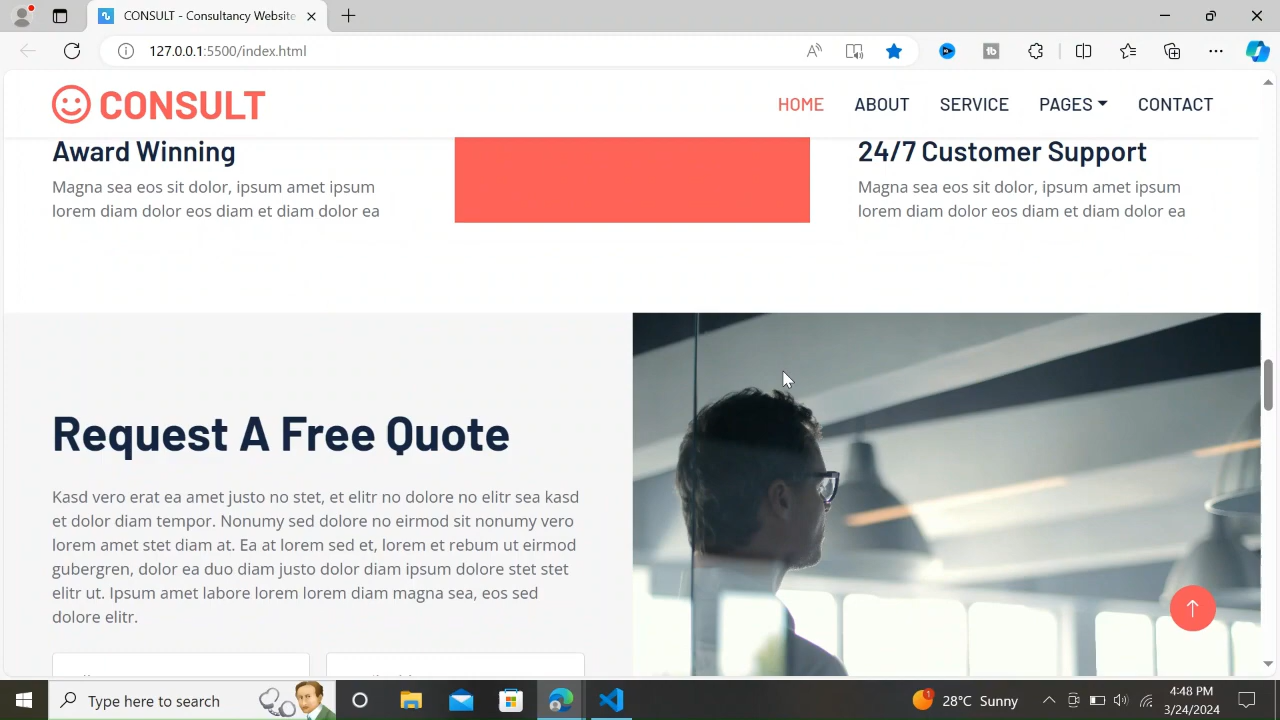 CONSULT - Consultancy Website
127.0.0.1:5500/index.html
CONSULT
HOME
ABOUT
SERVICE
PAGES
CONTACT
Award Winning
Magna sea eos sit dolor, ipsum amet ipsum
lorem diam dolor eos diam et diam dolor ea
24/7 Customer Support
Magna sea eos sit dolor, ipsum amet ipsum
lorem diam dolor eos diam et diam dolor ea
Request A Free Quote
Kasd vero erat ea amet justo no stet, et elitr no dolore no elitr sea kasd
et dolor diam tempor. Nonumy sed dolore no eirmod sit nonumy vero
lorem amet stet diam at. Ea at lorem sed et, lorem et rebum ut eirmod
gubergren, dolor ea duo diam justo dolor diam ipsum dolore stet stet
elitr ut. Ipsum amet labore lorem lorem diam magna sea, eos sed
dolore elitr.
Type here to search
1
28°C Sunny
4:48 PM
3/24/2024